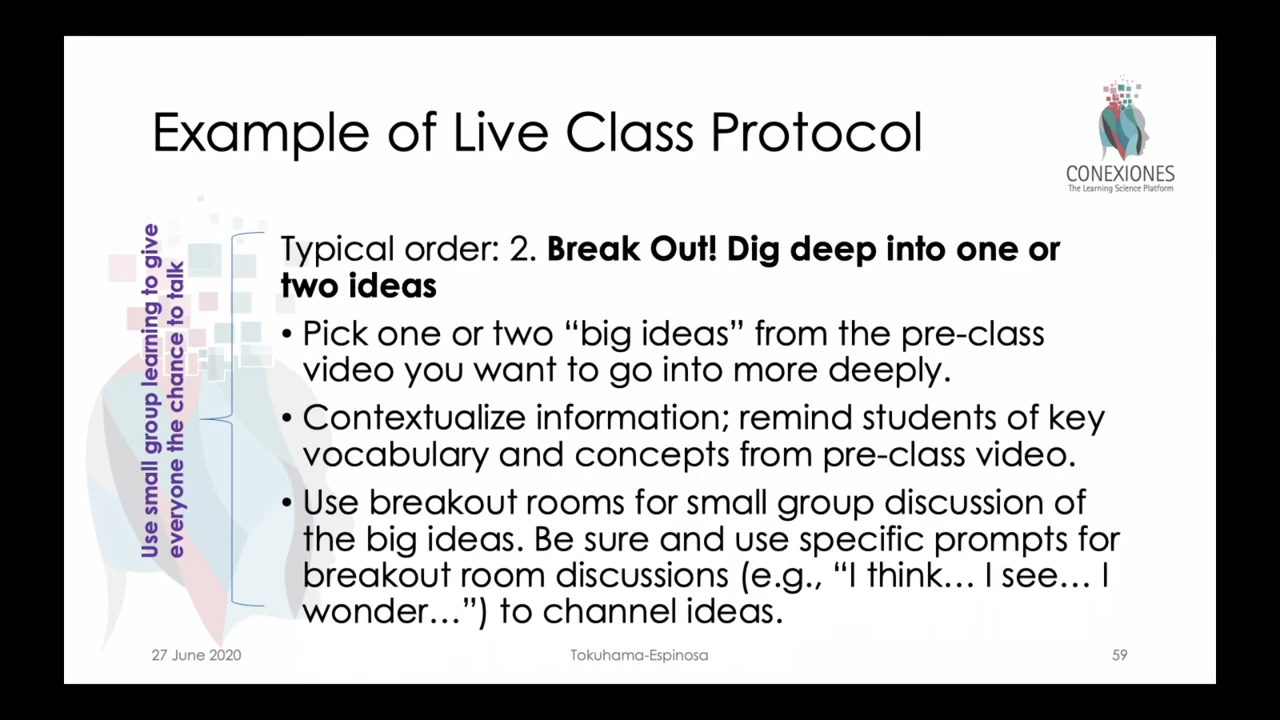 Example of Live Class Protocol
CONEXIONES
The Learning Science Platform
Use small group learning to give
everyone the chance to talk
Typical order: 2. Break Out! Dig deep into one or
two ideas
• Pick one or two “big ideas” from the pre-class
video you want to go into more deeply.
• Contextualize information; remind students of key
vocabulary and concepts from pre-class video.
• Use breakout rooms for small group discussion of
the big ideas. Be sure and use specific prompts for
breakout room discussions (e.g., “I think… I see… I
wonder…”) to channel ideas.
27 June 2020
Tokuhama-Espinosa
59